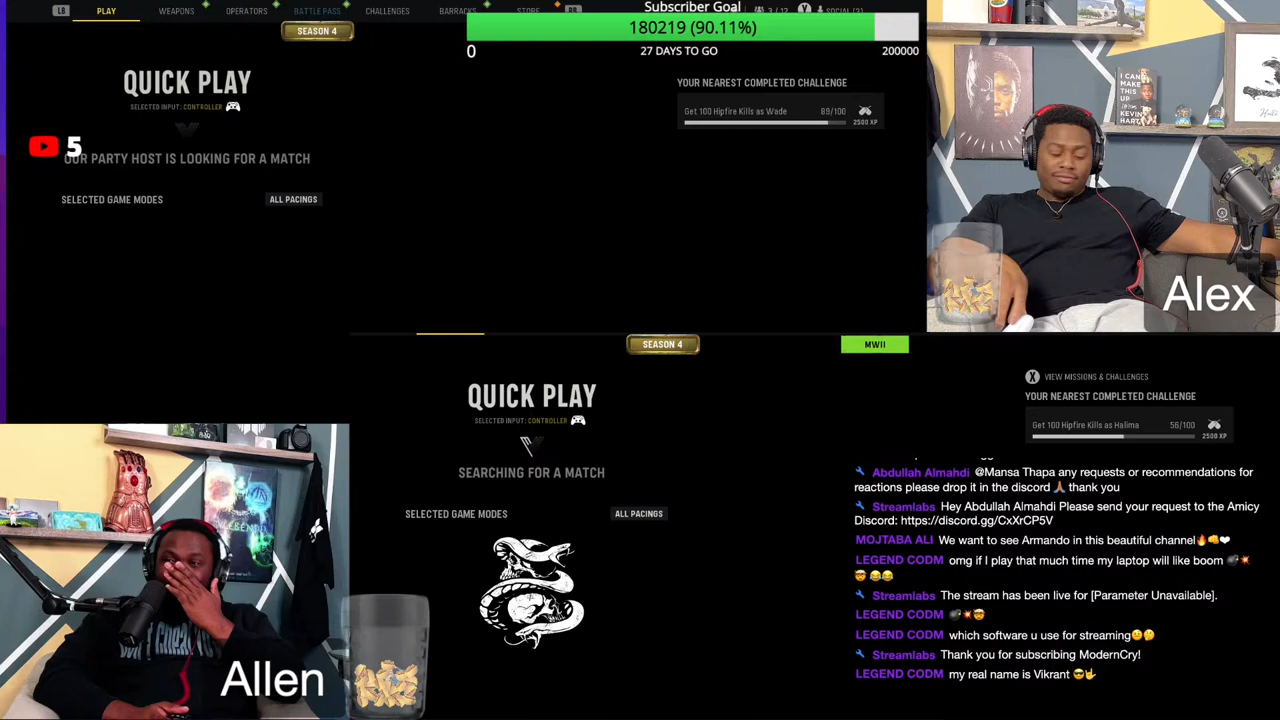 LB PLAY WEAPONS OPERATORS BATTLE PASS CHALLENGES BARRACKS STORE
SEASON 4
Subscriber Goal
180219 (90.11%)
0 27 DAYS TO GO 200000
QUICK PLAY
SELECTED INPUT: CONTROLLER
5
OUR PARTY HOST IS LOOKING FOR A MATCH
SELECTED GAME MODES ALL PACINGS
YOUR NEAREST COMPLETED CHALLENGE
Get 100 Hipfire Kills as Wade 89/100
2500 XP
I CAN'T
MAKE THIS
UP
KEVIN
HART
Alex
SEASON 4
MWII
QUICK PLAY
SELECTED INPUT: CONTROLLER
SEARCHING FOR A MATCH
SELECTED GAME MODES ALL PACINGS
X VIEW MISSIONS & CHALLENGES
YOUR NEAREST COMPLETED CHALLENGE
Get 100 Hipfire Kills as Halima 56/100
2500 XP
Abdullah Almahdi @Mansa Thapa any requests or recommendations for
reactions please drop it in the discord 🙏🏾 thank you
Streamlabs Hey Abdullah Almahdi Please send your request to the Amicy
Discord: https://discord.gg/CxXrCP5V
MOJTABA ALI We want to see Armando in this beautiful channel🔥👊❤
LEGEND CODM omg if I play that much time my laptop will like boom 💣💥
🤯😂😂
Streamlabs The stream has been live for [Parameter Unavailable].
LEGEND CODM 💣💥🤯
LEGEND CODM which software u use for streaming😕🤔
Streamlabs Thank you for subscribing ModernCry!
LEGEND CODM my real name is Vikrant 😎🤟
Allen